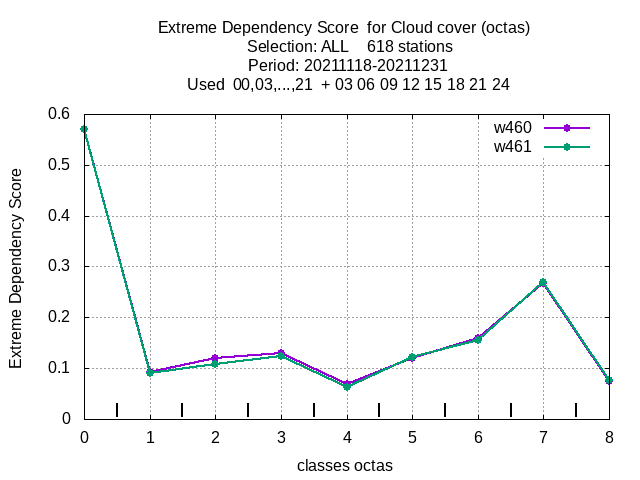 Extreme Dependency Score  for Cloud cover (octas)
Selection: ALL    618 stations
Period: 20211118-20211231
Used  00,03,...,21  + 03 06 09 12 15 18 21 24
w460
w461
Extreme Dependency Score
0.6
0.5
0.4
0.3
0.2
0.1
0
0 1 2 3 4 5 6 7 8
classes octas